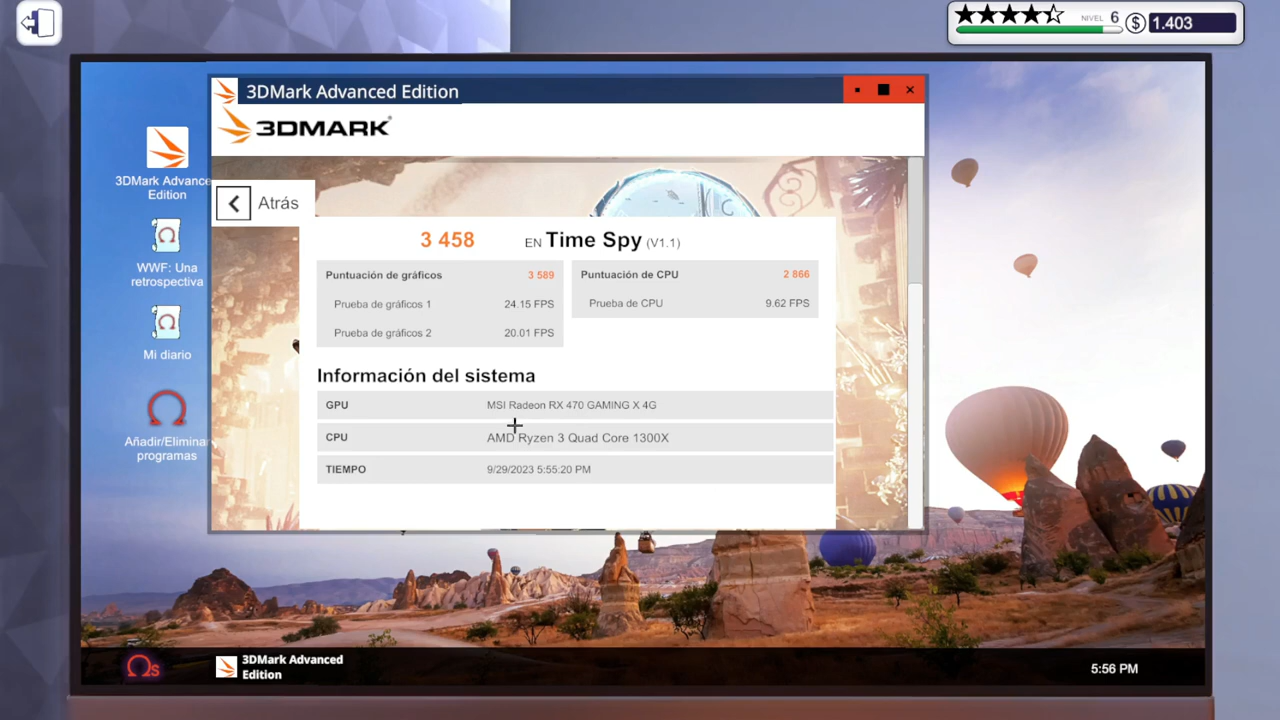 NIVEL 6 $ 1.403
3DMark Advanced Edition
3DMARK
Atrás
3 458 EN Time Spy (V1.1)
Puntuación de gráficos 3 589
Prueba de gráficos 1 24.15 FPS
Prueba de gráficos 2 20.01 FPS
Puntuación de CPU 2 866
Prueba de CPU 9.62 FPS
Información del sistema
GPU MSI Radeon RX 470 GAMING X 4G
CPU AMD Ryzen 3 Quad Core 1300X
TIEMPO 9/29/2023 5:55:20 PM
3DMark Advance
Edition
WWF: Una
retrospectiva
Mi diario
Añadir/Elimina
programas
Ωs
3DMark Advanced
Edition
5:56 PM